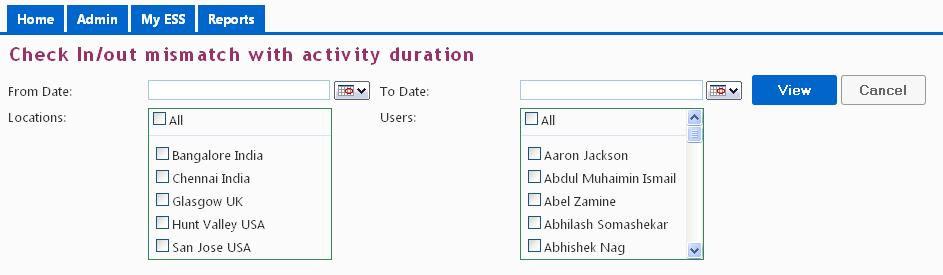 Home Admin My ESS Reports
Check In/out mismatch with activity duration
From Date: To Date: View Cancel
Locations: All Users: All
Bangalore India Aaron Jackson
Chennai India Abdul Muhaimin Ismail
Glasgow UK Abel Zamine
Hunt Valley USA Abhilash Somashekar
San Jose USA Abhishek Nag